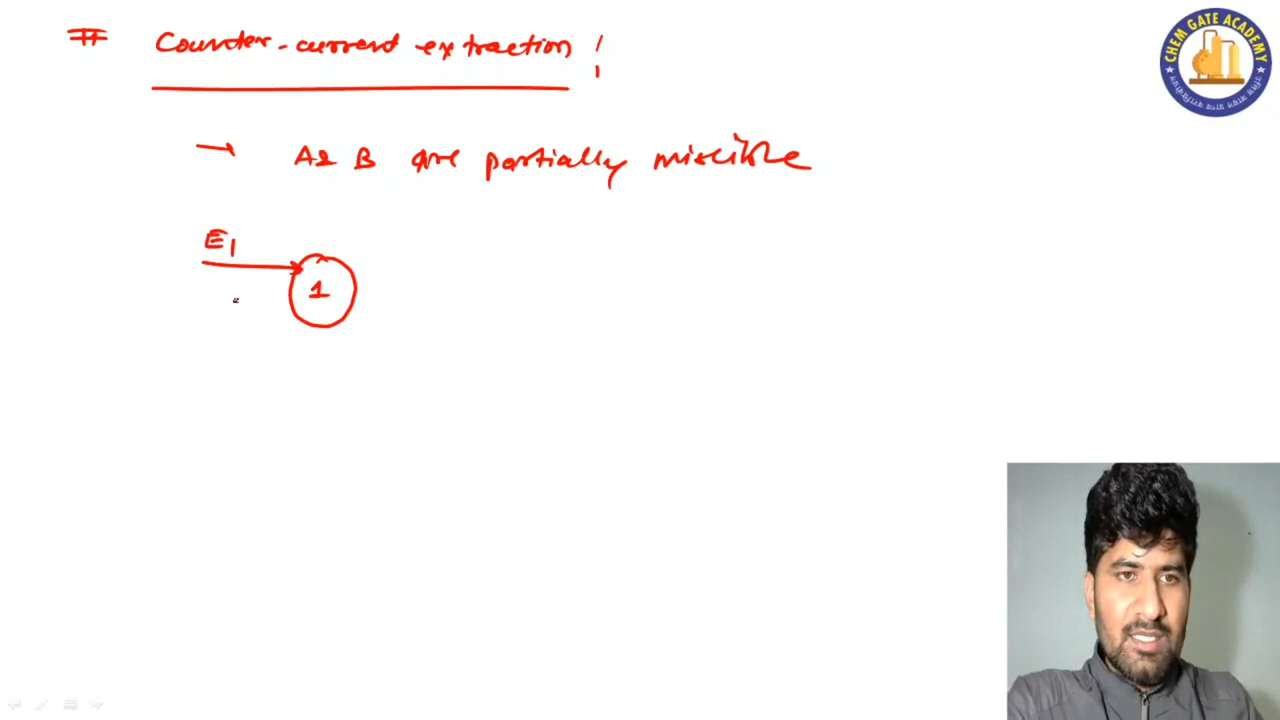 # Counter-current extraction !
→ A & B are partially miscible
E1
1
CHEM GATE ACADEMY